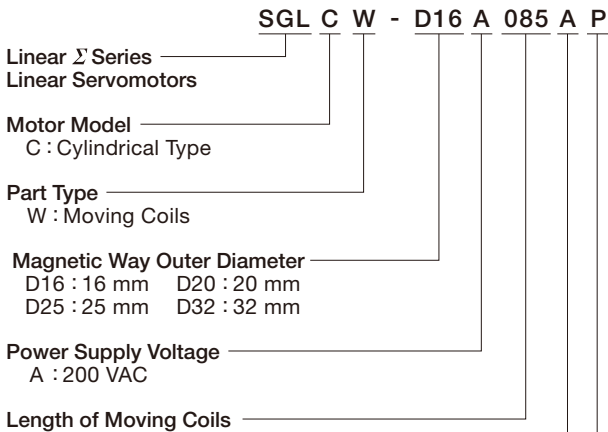 SGL C W - D16 A 085 A P
Linear Σ Series
Linear Servomotors
Motor Model
C : Cylindrical Type
Part Type
W : Moving Coils
Magnetic Way Outer Diameter
D16 : 16 mm D20 : 20 mm
D25 : 25 mm D32 : 32 mm
Power Supply Voltage
A : 200 VAC
Length of Moving Coils